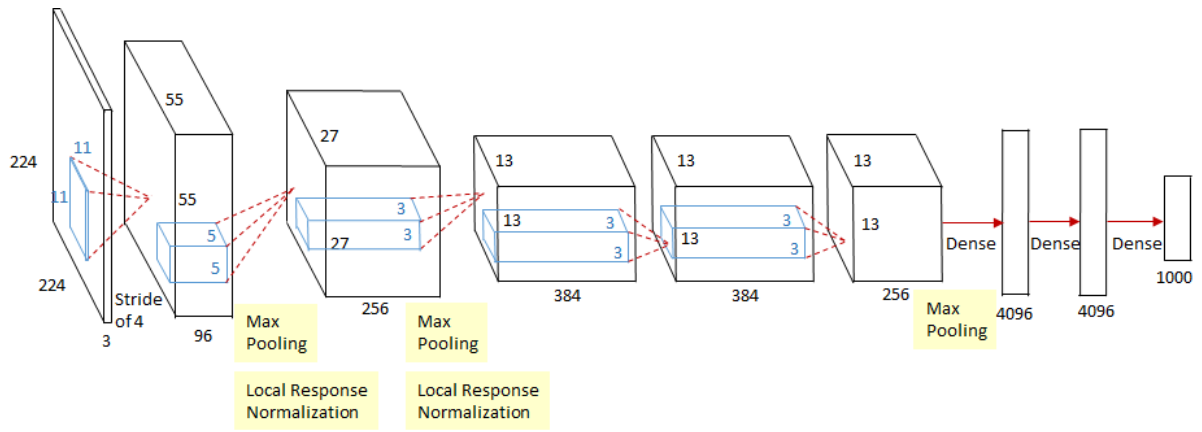 224
11
11
224
3
Stride
of 4
55
55
5
5
96
Max
Pooling
Local Response
Normalization
27
3
3
27
256
Max
Pooling
Local Response
Normalization
13
13
3
3
384
13
13
3
3
384
13
13
256
Max
Pooling
Dense
4096
Dense
4096
Dense
1000